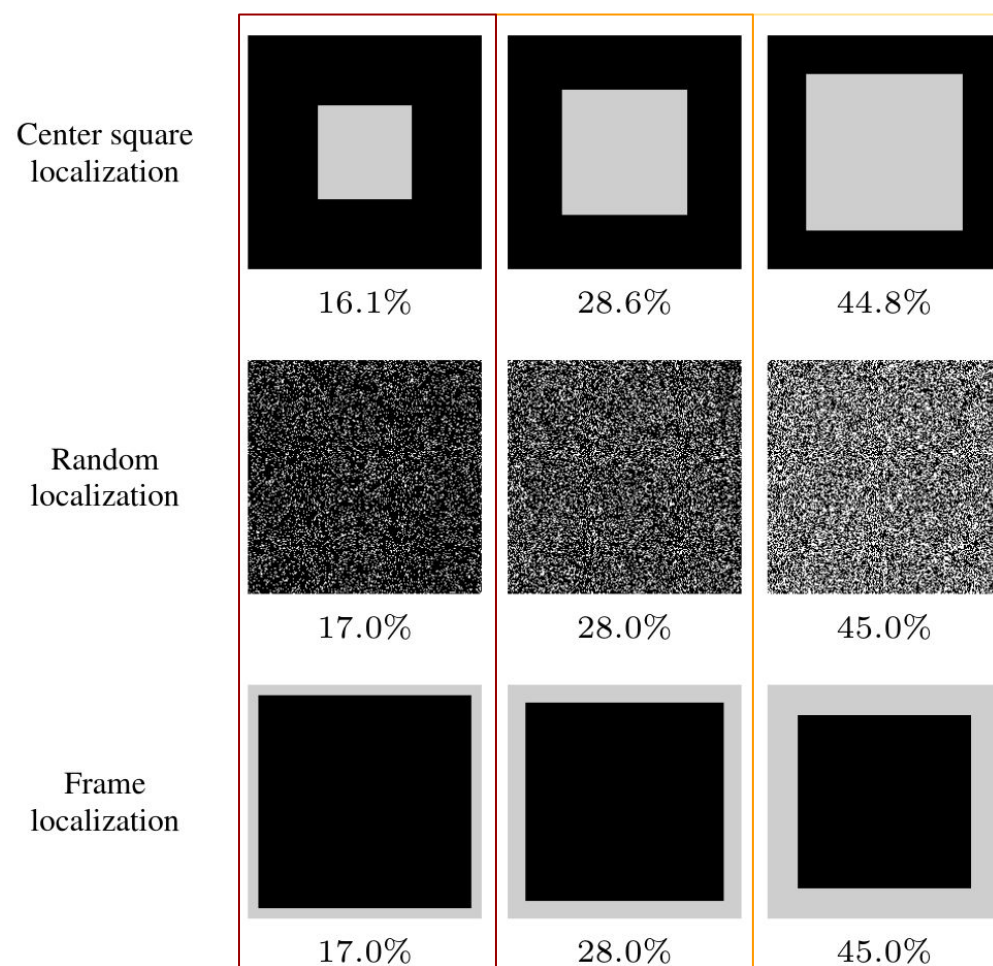 Center square
localization
16.1%
28.6%
44.8%
Random
localization
17.0%
28.0%
45.0%
Frame
localization
17.0%
28.0%
45.0%